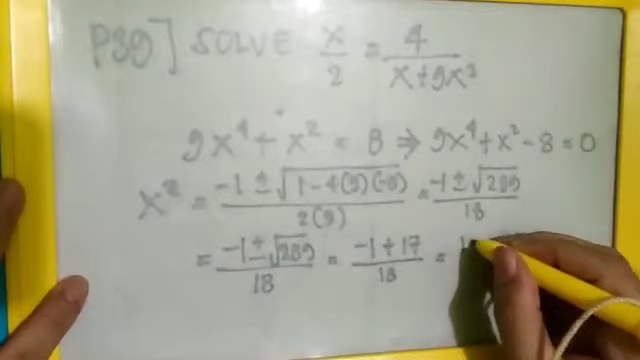 P39] SOLVE x/2 = 4/(x+9x³)
9x⁴ + x² = 8 ⇒ 9x⁴ + x² - 8 = 0
x² = (-1 ± √(1 - 4(9)(-8)))/(2(9)) = (-1 ± √289)/18
= (-1 ± √289)/18 = (-1 + 17)/18 =